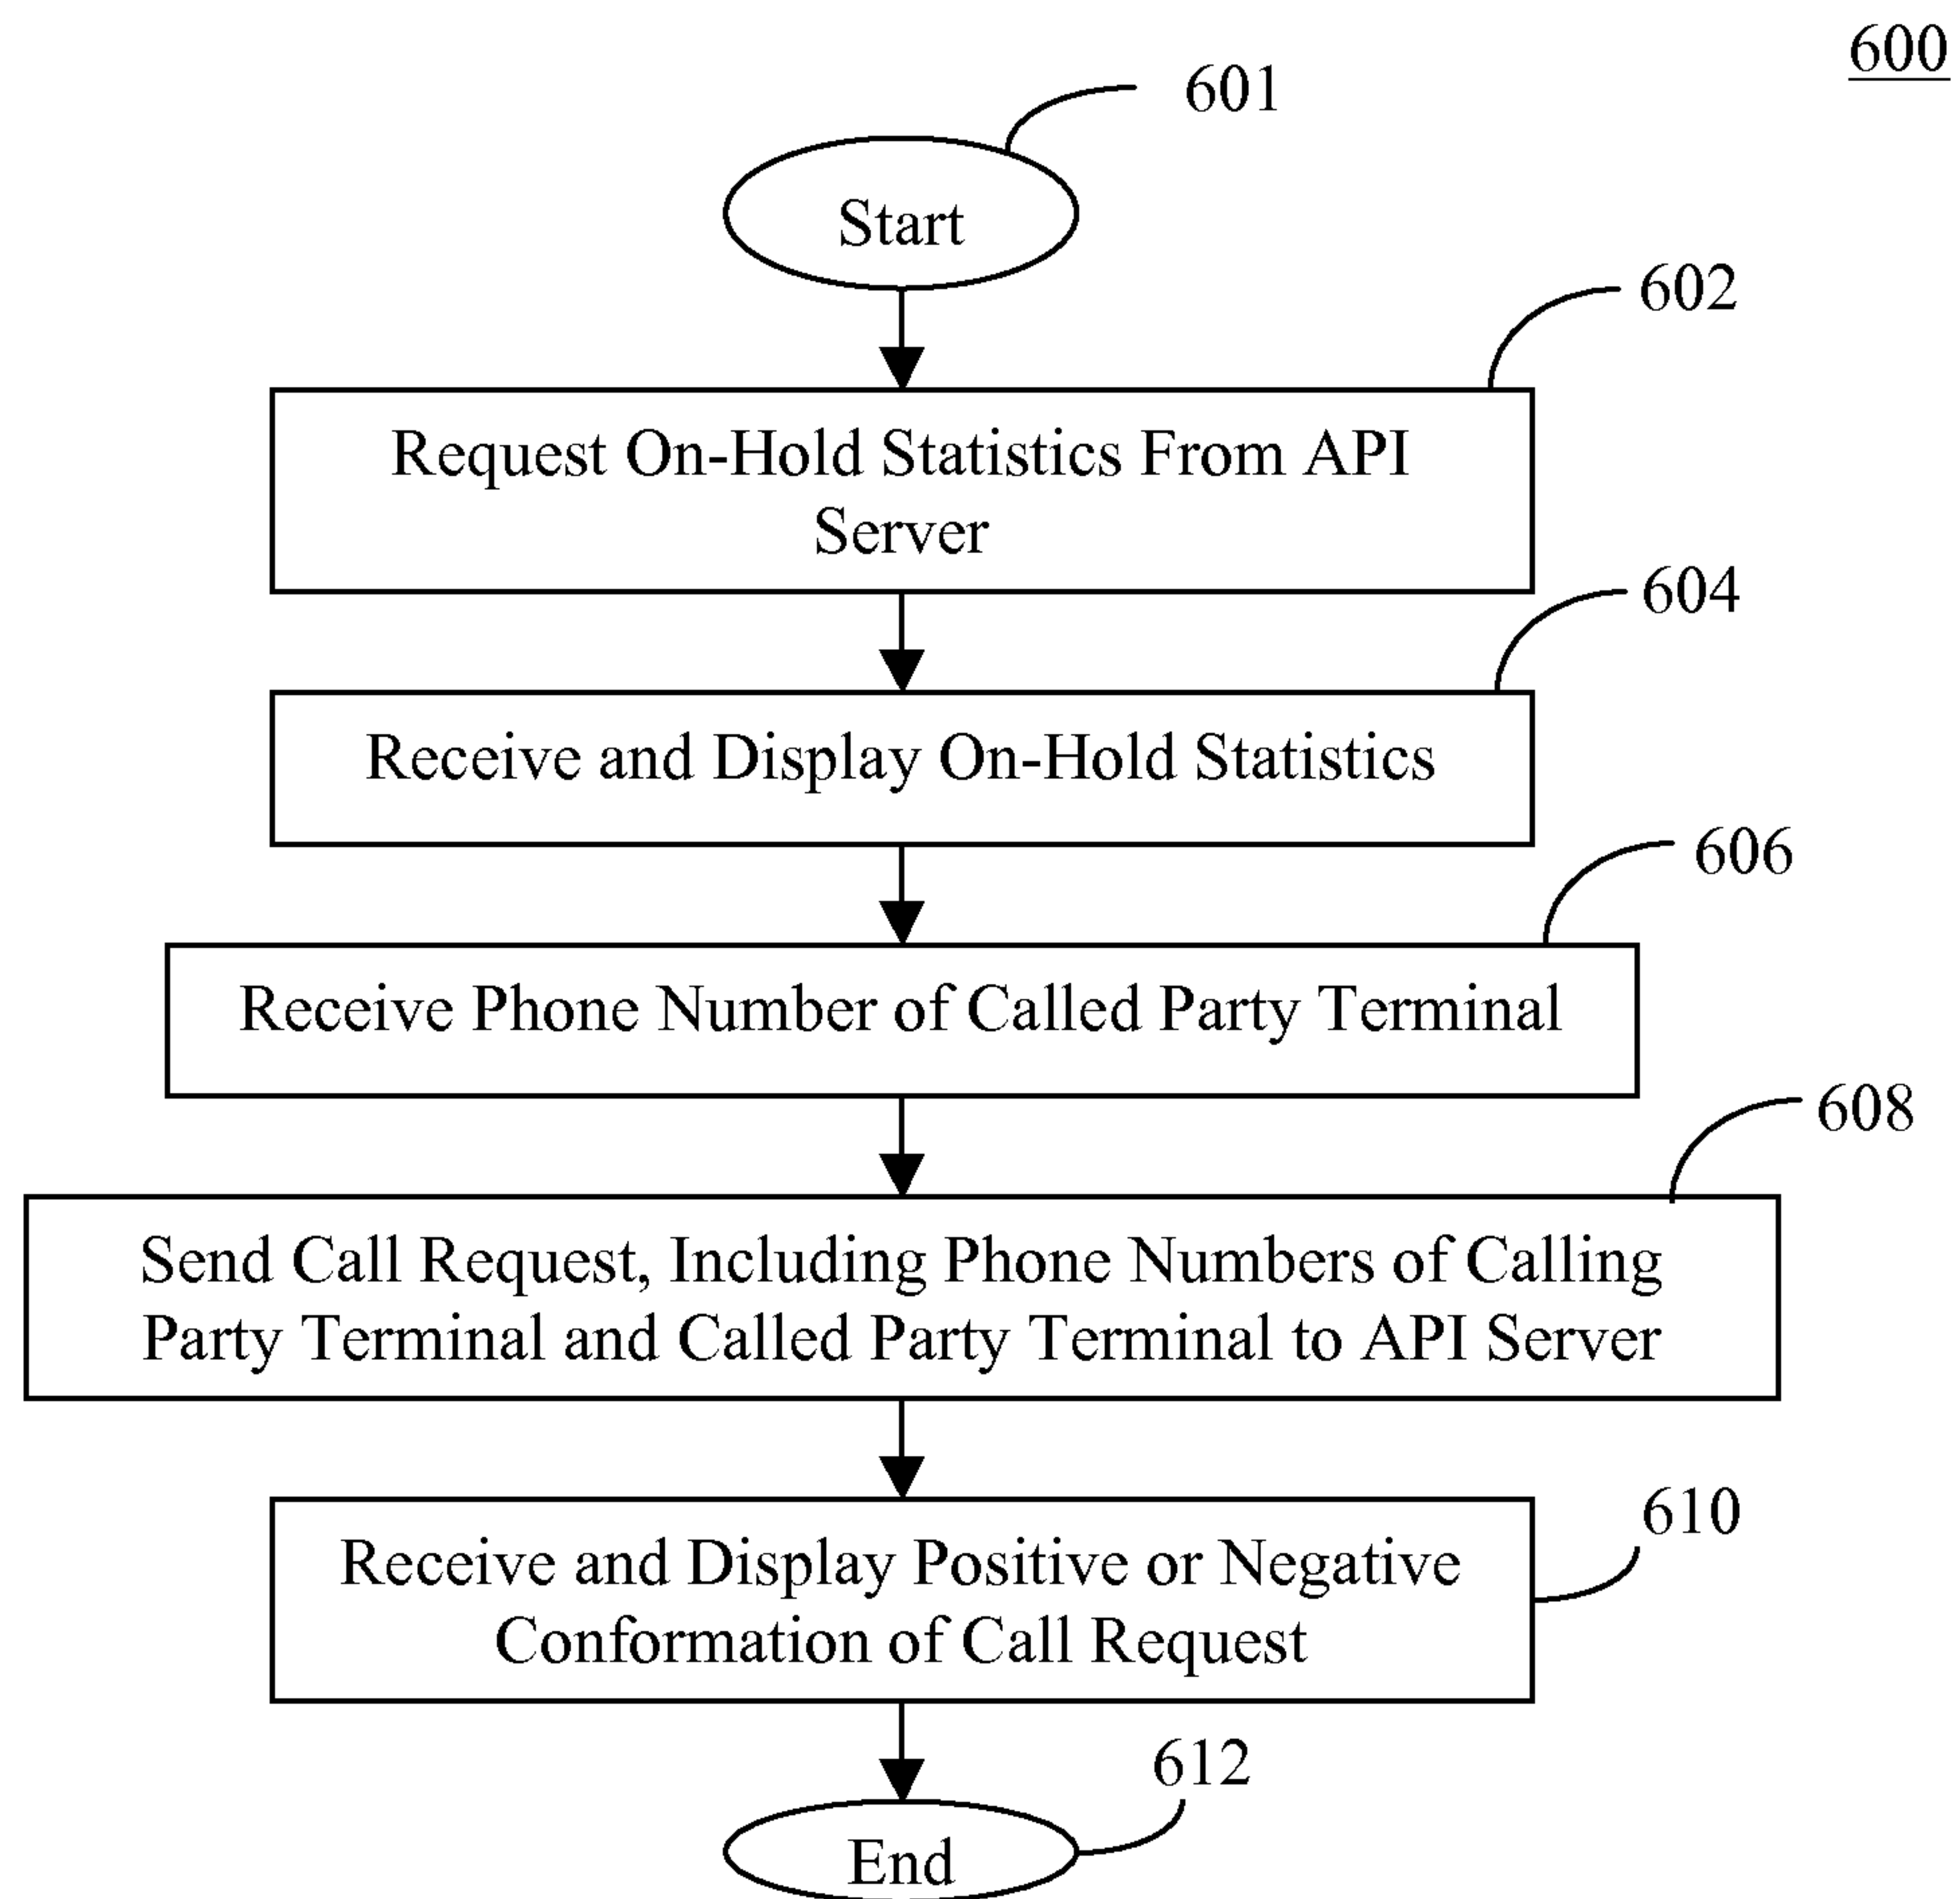 600
601
Start
602
Request On-Hold Statistics From API
Server
604
Receive and Display On-Hold Statistics
606
Receive Phone Number of Called Party Terminal
608
Send Call Request, Including Phone Numbers of Calling
Party Terminal and Called Party Terminal to API Server
610
Receive and Display Positive or Negative
Conformation of Call Request
612
End